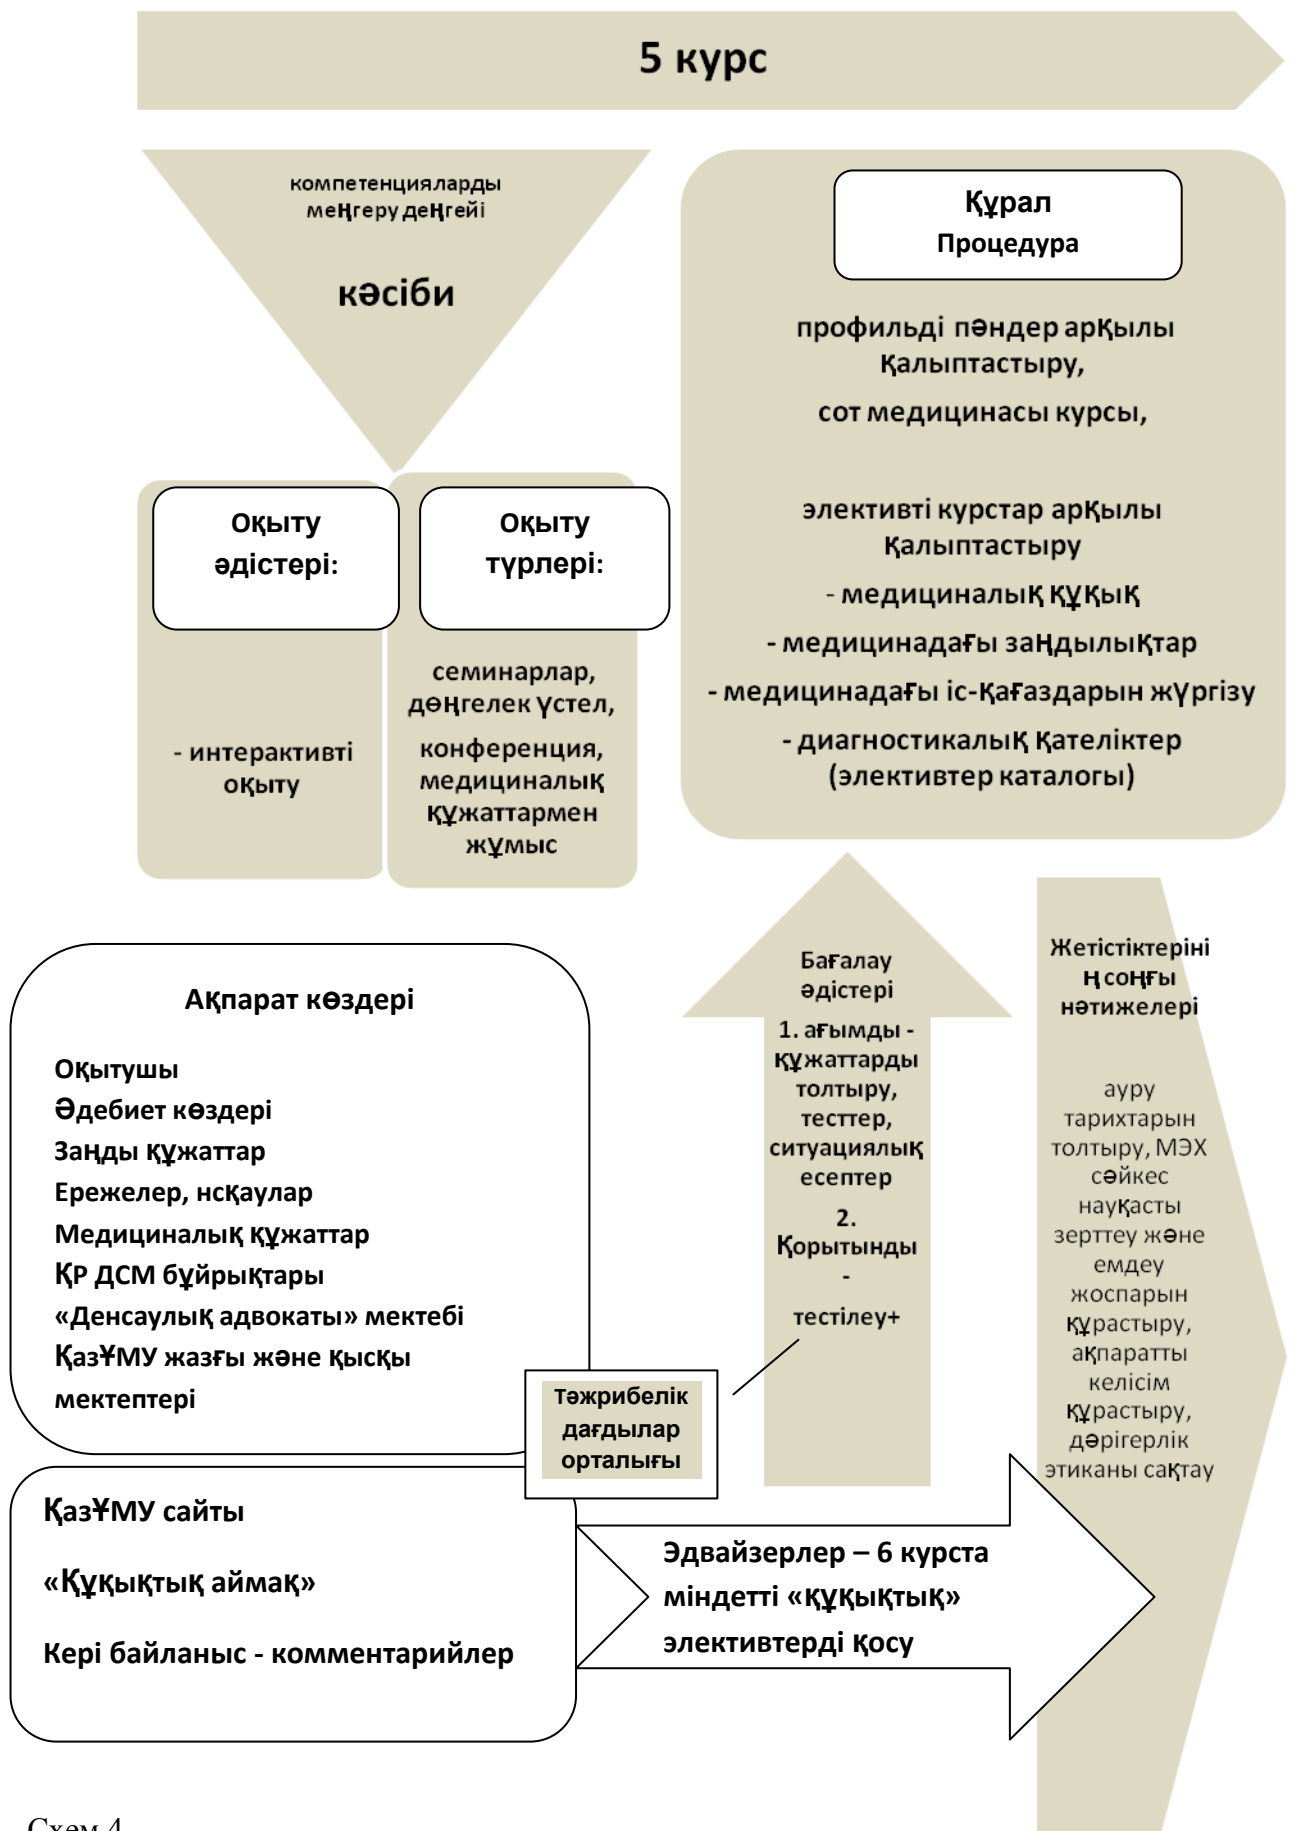 5 курс
компетенцияларды
меңгеру деңгейі
кәсіби
Құрал
Процедура
профильді пәндер арқылы
қалыптастыру,
сот медицинасы курсы,
элективті курстар арқылы
қалыптастыру
- медициналық құқық
- медицинадағы заңдылықтар
- медицинадағы іс-қағаздарын жүргізу
- диагностикалық қателіктер
(элективтер каталогы)
Оқыту
әдістері:
- интерактивті
оқыту
Оқыту
түрлері:
семинарлар,
дөңгелек үстел,
конференция,
медициналық
құжаттармен
жұмыс
Ақпарат көздері
Оқытушы
Әдебиет көздері
Заңды құжаттар
Ережелер, нсқаулар
Медициналық құжаттар
ҚР ДСМ бұйрықтары
«Денсаулық адвокаты» мектебі
ҚазҰМУ жазғы және қысқы
мектептері
Бағалау
әдістері
1. ағымды -
құжаттарды
толтыру,
тесттер,
ситуациялық
есептер
2.
Қорытынды
-
тестілеу+
Тәжрибелік
дағдылар
орталығы
Жетістіктеріні
ң соңғы
нәтижелері
ауру
тарихтарын
толтыру, МЭХ
сәйкес
науқасты
зерттеу және
емдеу
жоспарын
құрастыру,
ақпаратты
келісім
құрастыру,
дәрігерлік
этиканы сақтау
ҚазҰМУ сайты
«Құқықтық аймақ»
Кері байланыс - комментарийлер
Эдвайзерлер – 6 курста
міндетті «құқықтық»
элективтерді қосу
Схем 4